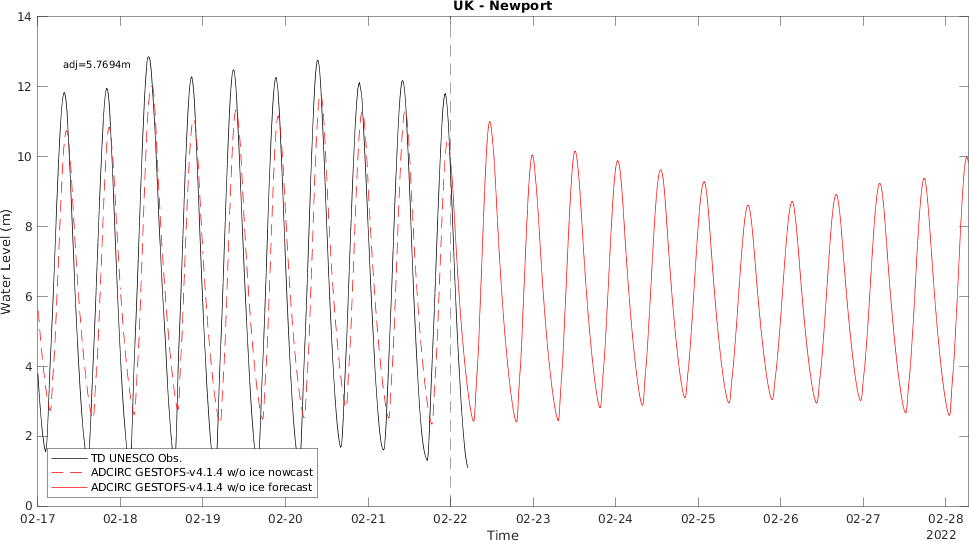 UK - Newport
adj=5.7694m
14
12
10
8
6
4
2
0
Water Level (m)
TD UNESCO Obs.
ADCIRC GESTOFS-v4.1.4 w/o ice nowcast
ADCIRC GESTOFS-v4.1.4 w/o ice forecast
02-17 02-18 02-19 02-20 02-21 02-22 02-23 02-24 02-25 02-26 02-27 02-28
Time
2022